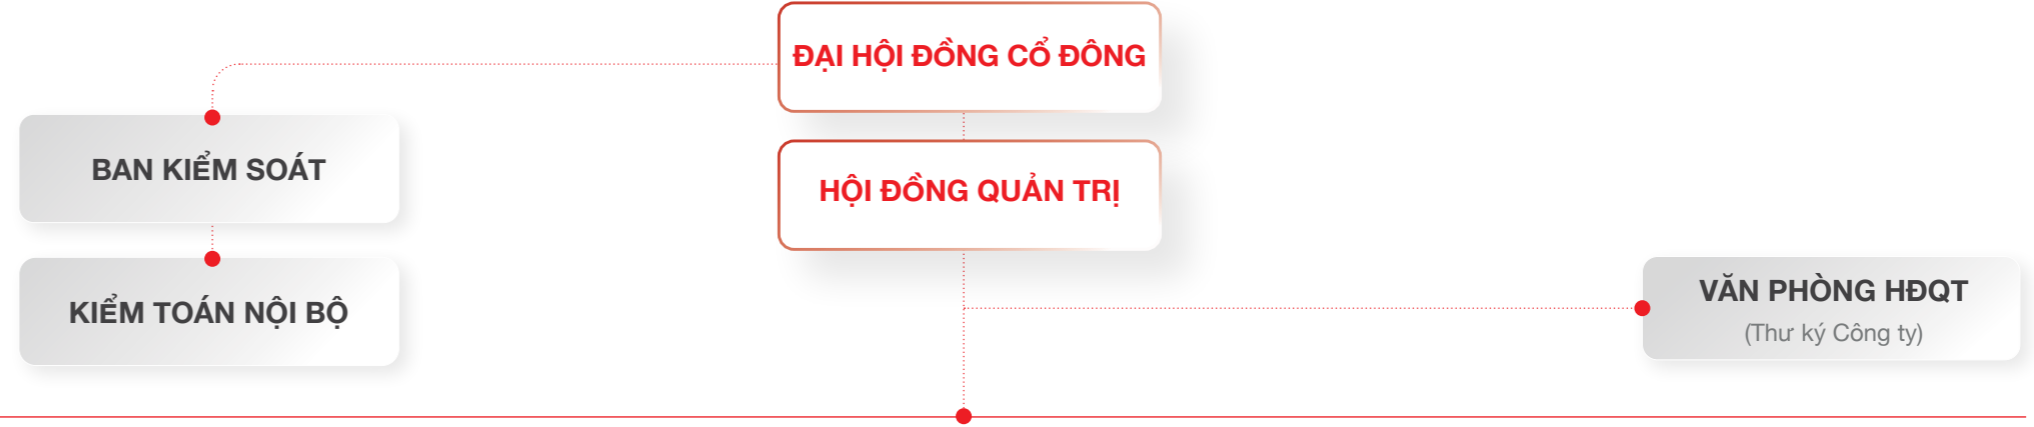 ĐẠI HỘI ĐỒNG CỔ ĐÔNG
BAN KIỂM SOÁT
HỘI ĐỒNG QUẢN TRỊ
KIỂM TOÁN NỘI BỘ
VĂN PHÒNG HĐQT
(Thư ký Công ty)